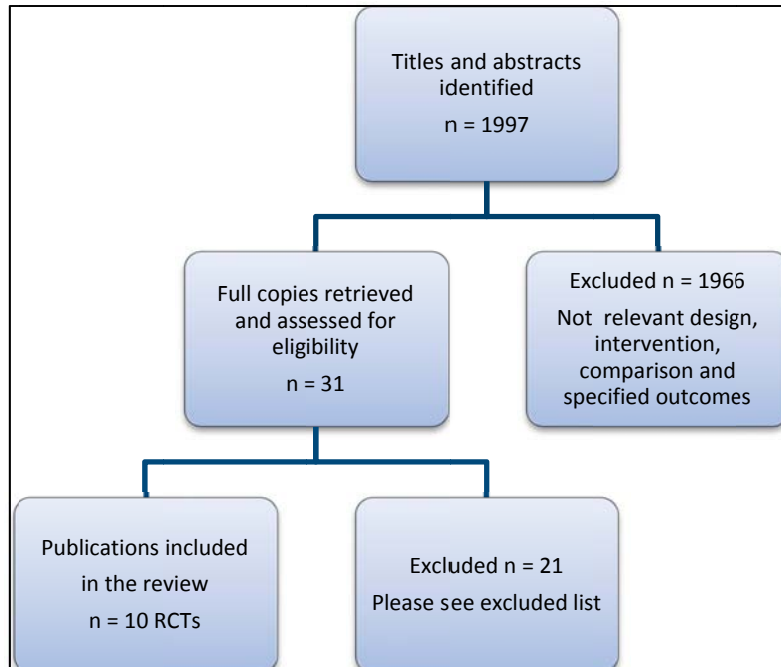 Titles and abstracts
identified
n = 1997
Full copies retrieved
and assessed for
eligibility
n = 31
Excluded n = 1966
Not relevant design,
intervention,
comparison and
specified outcomes
Publications included
in the review
n = 10 RCTs
Excluded n = 21
Please see excluded list